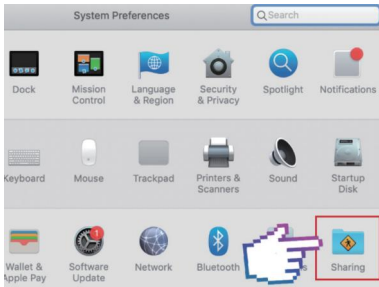 System Preferences
Search
Dock
Mission
Control
Language
& Region
Security
& Privacy
Spotlight
Notifications
Keyboard
Mouse
Trackpad
Printers &
Scanners
Sound
Startup
Disk
Wallet &
Apple Pay
1
Software
Update
Network
Bluetooth
Sharing